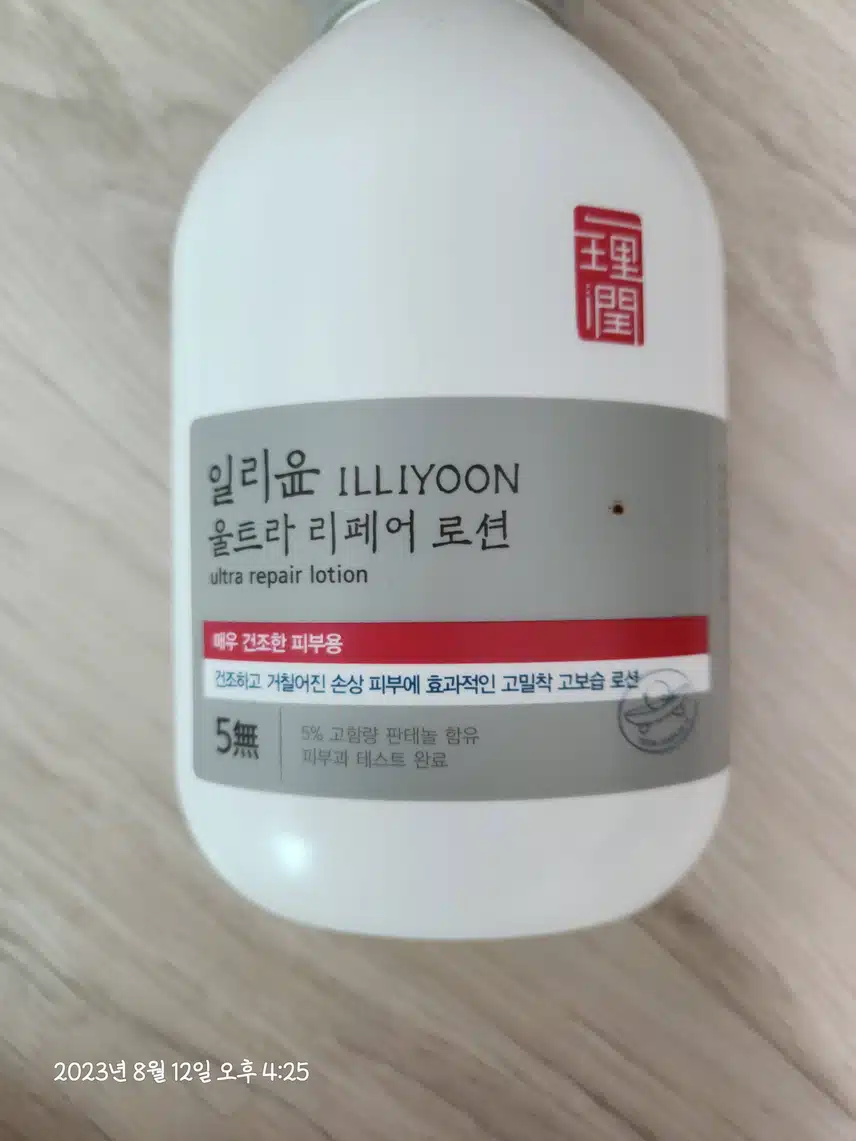 一理
潤
일리윤 ILLIYOON
울트라 리페어 로션
ultra repair lotion
매우 건조한 피부용
건조하고 거칠어진 손상 피부에 효과적인 고밀착 고보습 로션
5無
5% 고함량 판테놀 함유
피부과 테스트 완료
2023년 8월 12일 오후 4:25